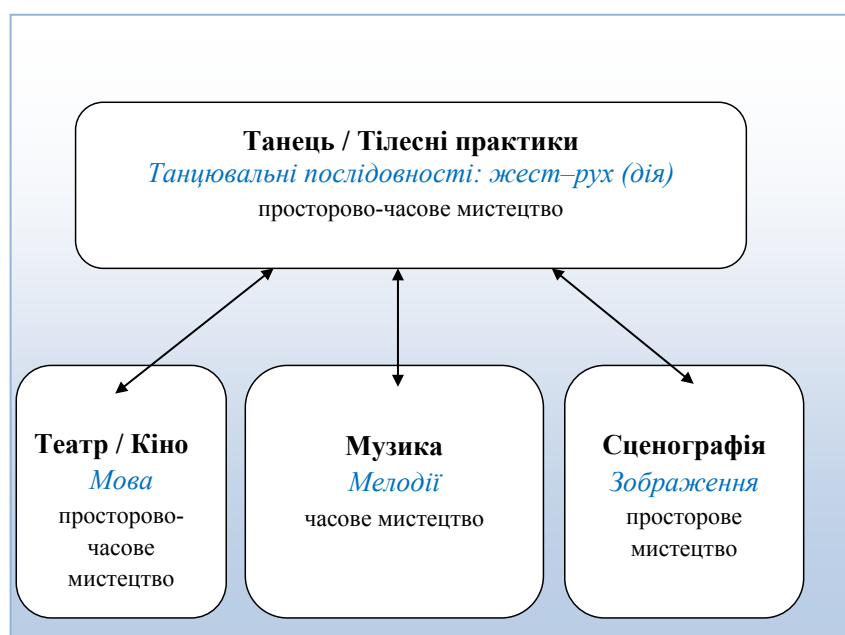 Танець / Тілесні практики
Танцювальні послідовності: жест–рух (дія)
просторово-часове мистецтво
Театр / Кіно
Мова
просторово-
часове
мистецтво
Музика
Мелодії
часове мистецтво
Сценографія
Зображення
просторове
мистецтво